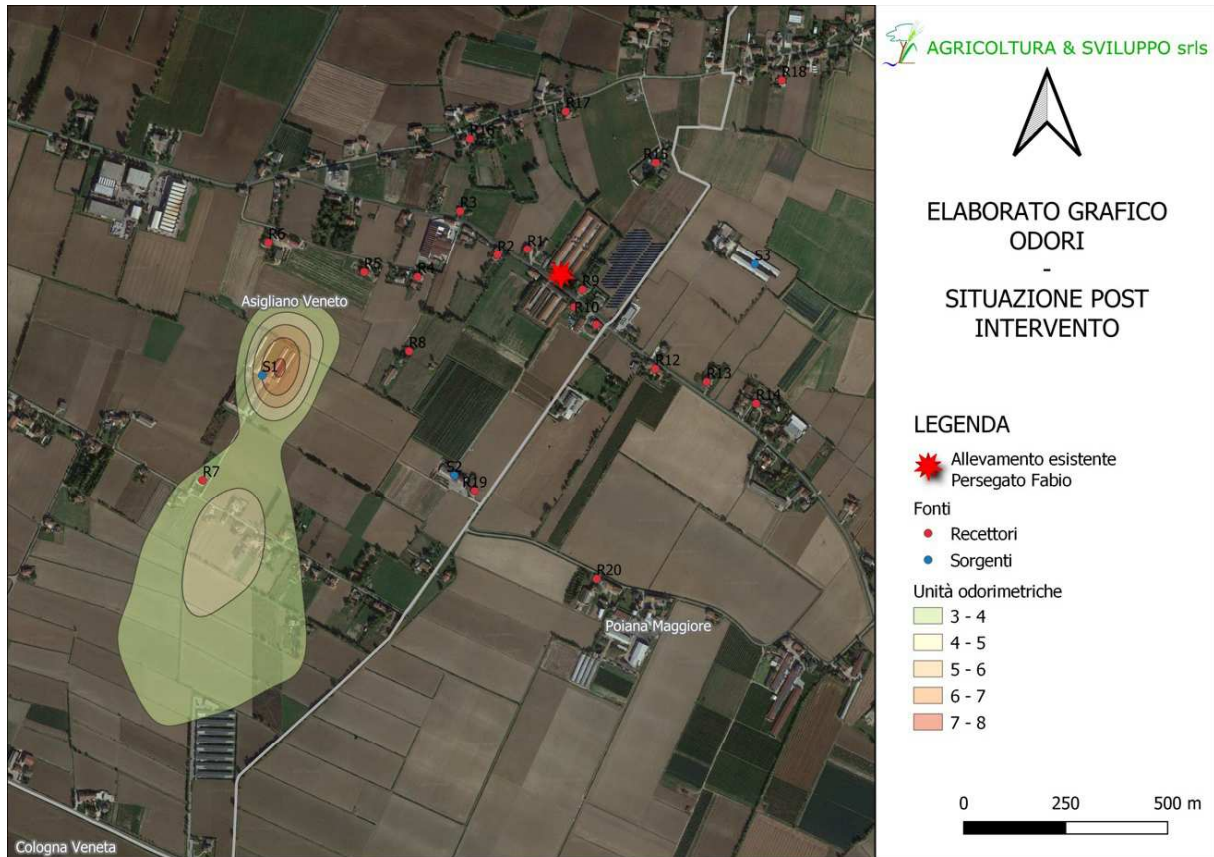 R18
R17
R16
R15
R3
R6
R2
R1
S3
R5
R4
R9
Asigliano Veneto
R10
R8
R12
S1
R13
R14
R7
S2
R19
R20
Poiana Maggiore
Cologna Veneta
AGRICOLTURA & SVILUPPO srls
ELABORATO GRAFICO
ODORI
-
SITUAZIONE POST
INTERVENTO
LEGENDA
Allevamento esistente
Persegato Fabio
Fonti
Recettori
Sorgenti
Unità odorimetriche
3 - 4
4 - 5
5 - 6
6 - 7
7 - 8
0 250 500 m